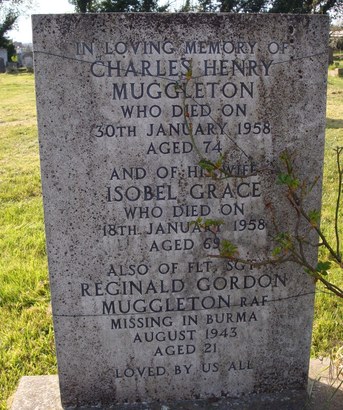 IN LOVING MEMORY OF
CHARLES HENRY
MUGGLETON
WHO DIED ON
30TH JANUARY 1958
AGED 74
AND OF HIS WIFE
ISOBEL GRACE
WHO DIED ON
18TH JANUARY 1958
AGED 69
ALSO OF FLT. SGT.
REGINALD GORDON
MUGGLETON RAF
MISSING IN BURMA
AUGUST 1943
AGED 21
LOVED BY US ALL